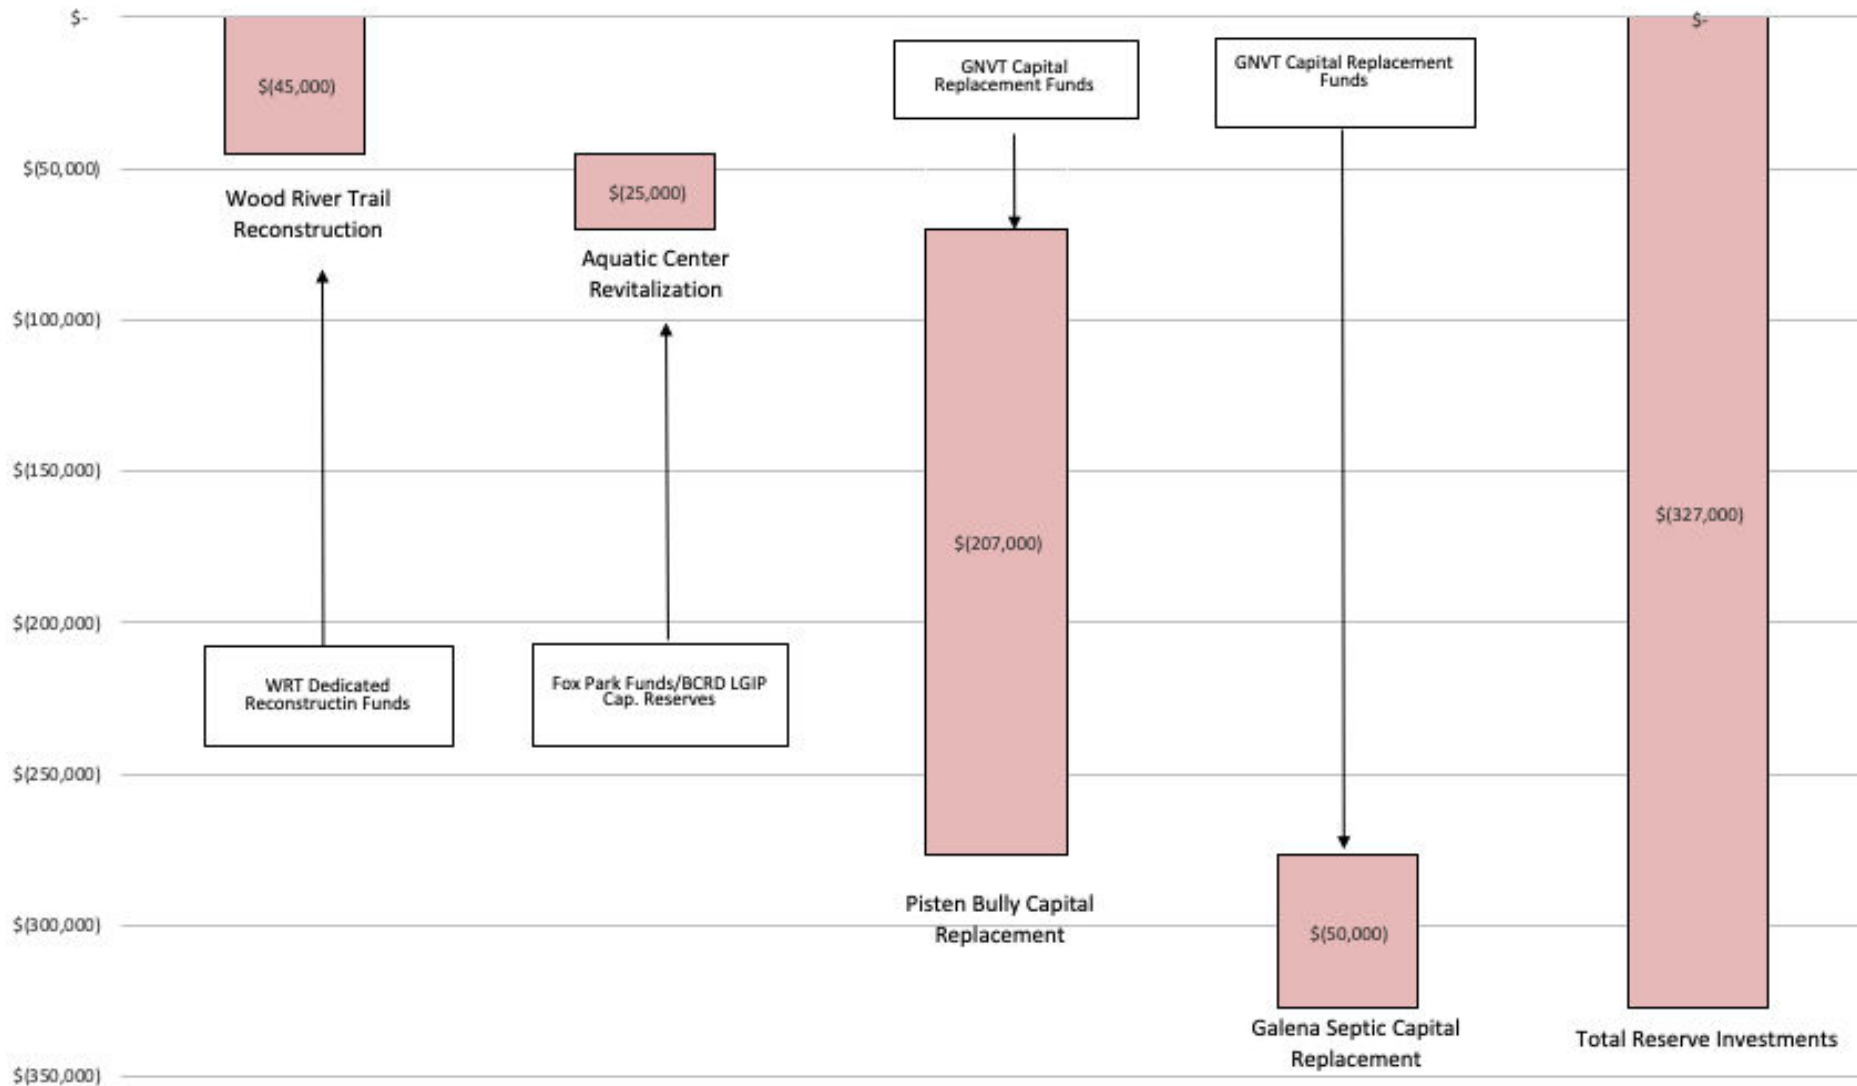 $-
$(50,000)
$(100,000)
$(150,000)
$(200,000)
$(250,000)
$(300,000)
$(350,000)
$(45,000)
Wood River Trail
Reconstruction
WRT Dedicated
Reconstructin Funds
$(25,000)
Aquatic Center
Revitalization
Fox Park Funds/BCRD LGIP
Cap. Reserves
GNVT Capital
Replacement Funds
$(207,000)
Pisten Bully Capital
Replacement
GNVT Capital Replacement
Funds
$(50,000)
Galena Septic Capital
Replacement
$-
$(327,000)
Total Reserve Investments